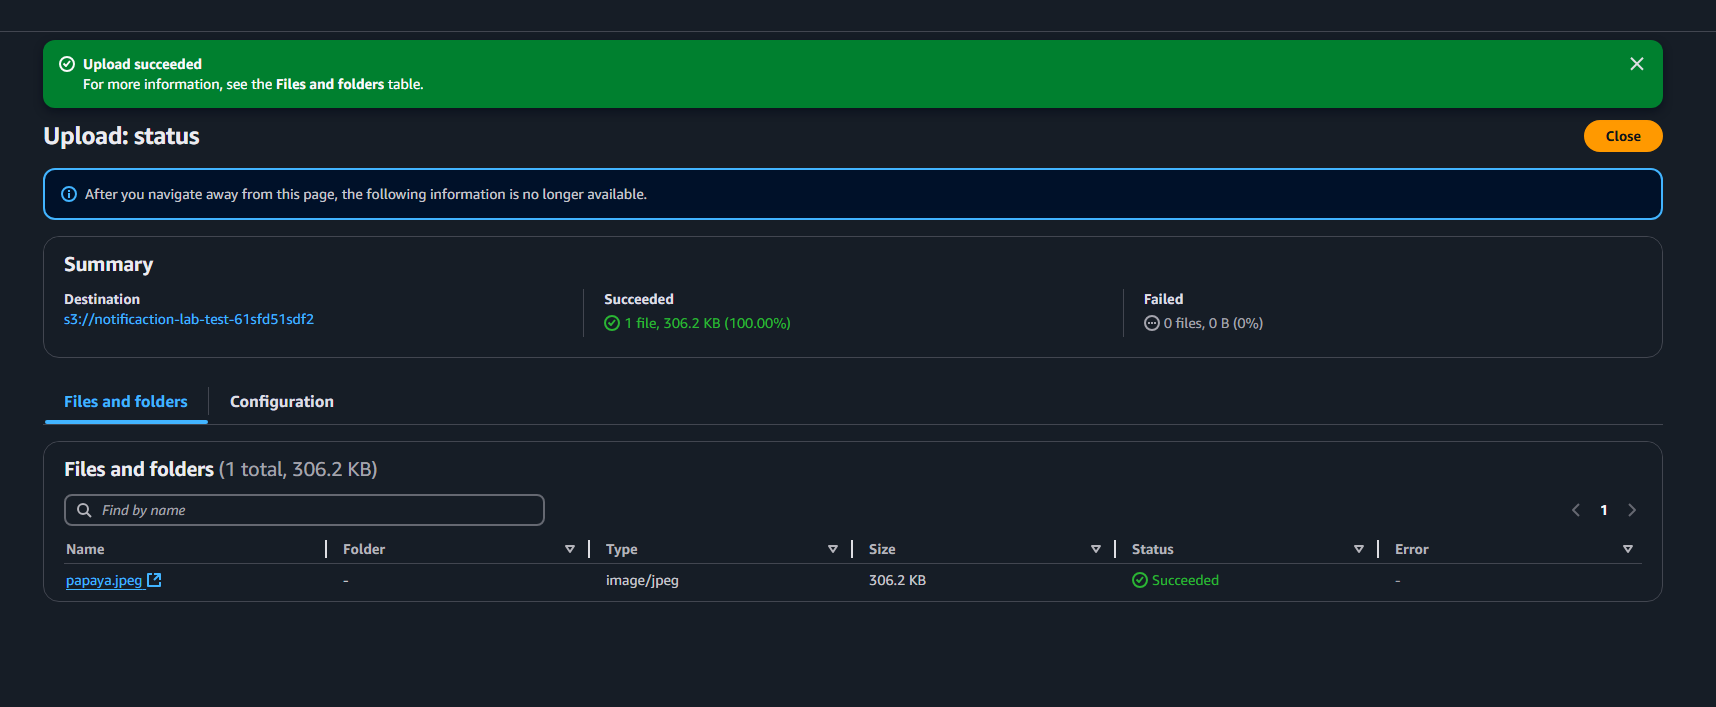 Upload succeeded
For more information, see the Files and folders table.
Upload: status
Close
After you navigate away from this page, the following information is no longer available.
Summary
Destination
s3://notificaction-lab-test-61sfd51sdf2
Succeeded
1 file, 306.2 KB (100.00%)
Failed
0 files, 0 B (0%)
Files and folders
Configuration
Files and folders (1 total, 306.2 KB)
Find by name
1
Name Folder Type Size Status Error
papaya.jpeg - image/jpeg 306.2 KB Succeeded -